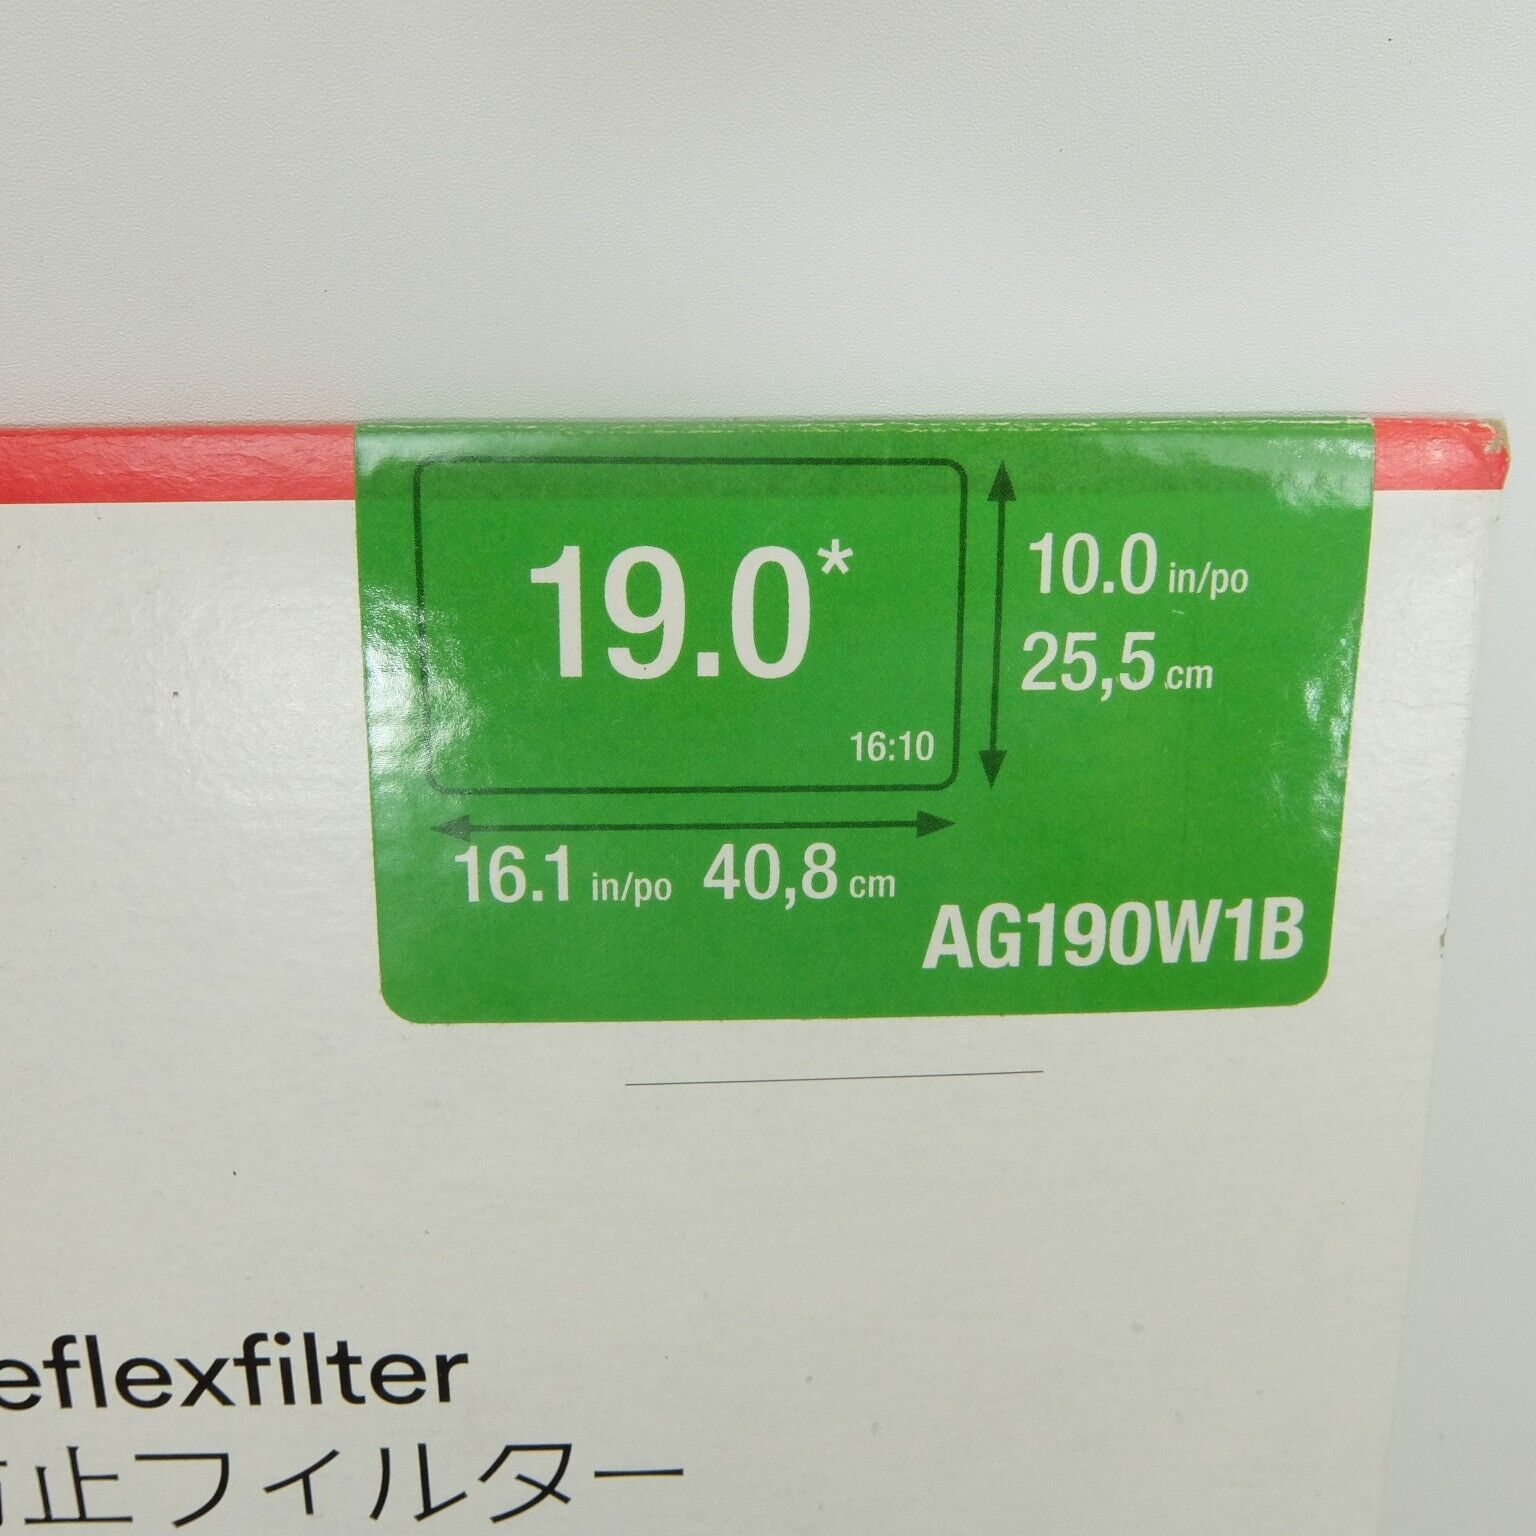 19.0*
16:10
10.0 in/po
25,5 cm
16.1 in/po 40,8 cm
AG190W1B
eflexfilter
止フィルター